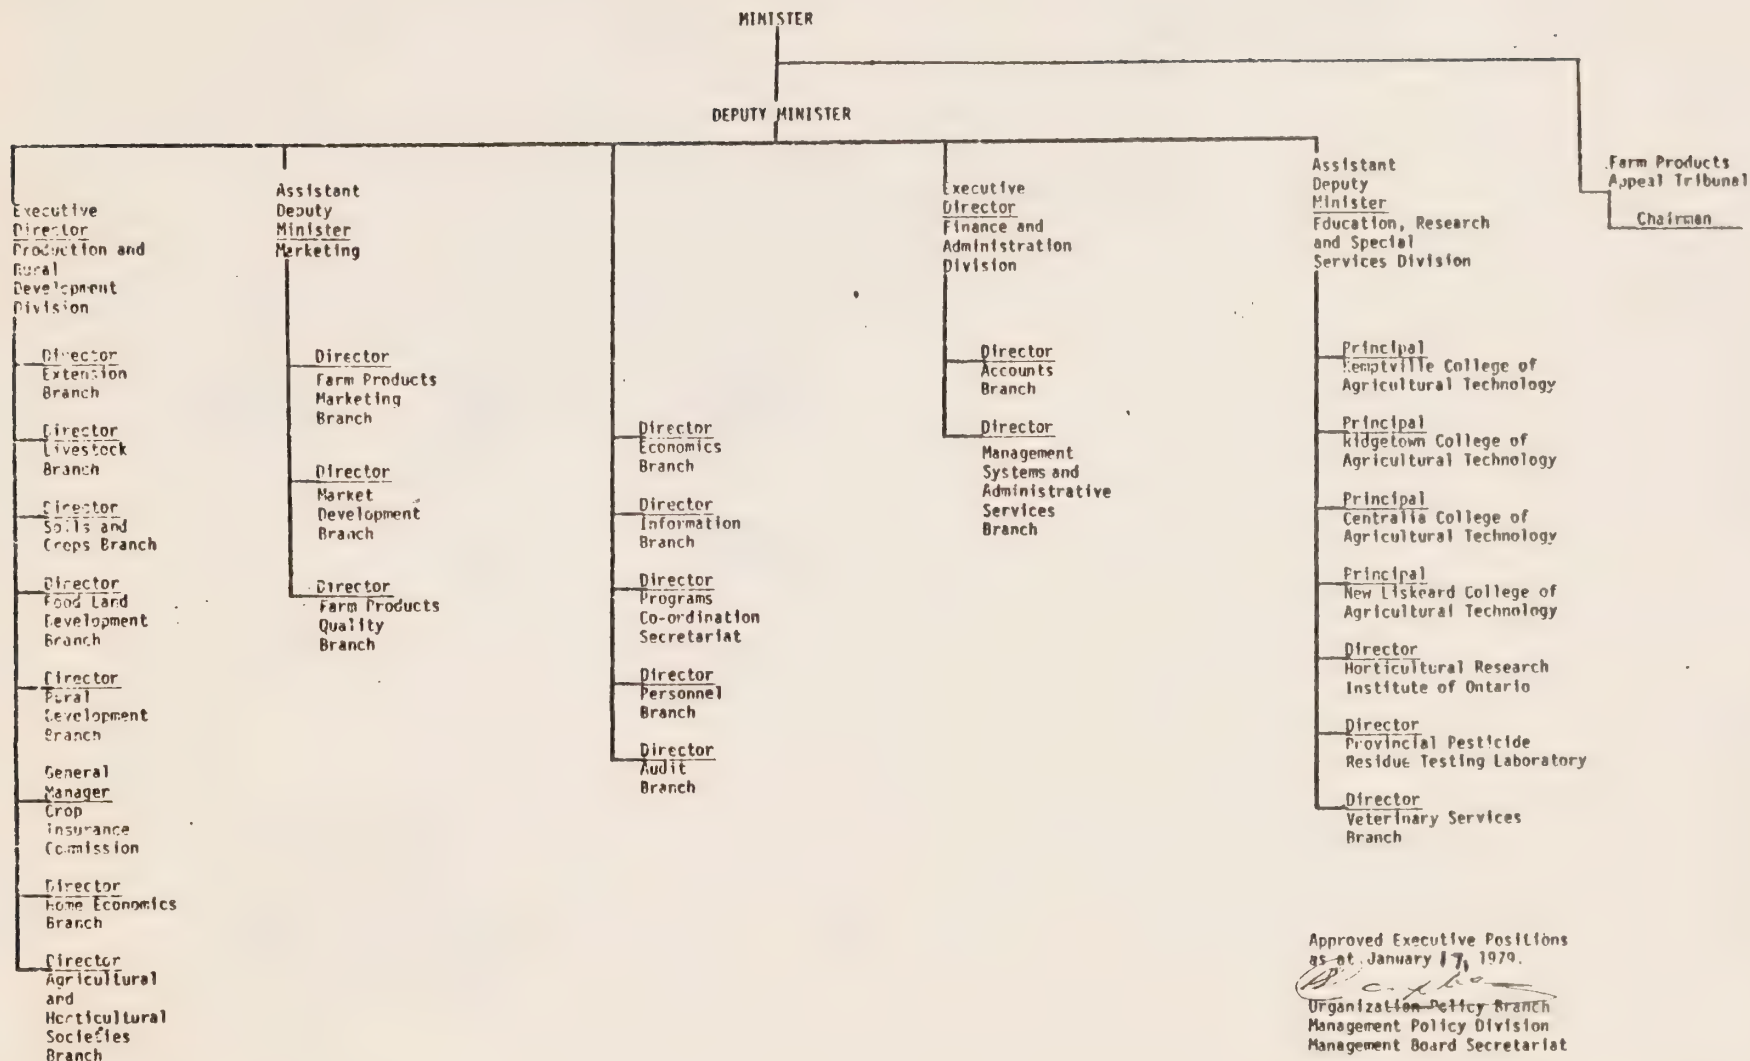 MINISTER
DEPUTY MINISTER
Executive
Director
Production and
Rural
Development
Division
Director
Extension
Branch
Director
Livestock
Branch
Director
Soils and
Crops Branch
Director
Food Land
Development
Branch
Director
Rural
Development
Branch
General
Manager
Crop
Insurance
Commission
Director
Home Economics
Branch
Director
Agricultural
and
Horticultural
Societies
Branch
Assistant
Deputy
Minister
Marketing
Director
Farm Products
Marketing
Branch
Director
Market
Development
Branch
Director
Farm Products
Quality
Branch
Director
Economics
Branch
Director
Information
Branch
Director
Programs
Co-ordination
Secretariat
Director
Personnel
Branch
Director
Audit
Branch
Executive
Director
Finance and
Administration
Division
Director
Accounts
Branch
Director
Management
Systems and
Administrative
Services
Branch
Assistant
Deputy
Minister
Education, Research
and Special
Services Division
Principal
Kemptville College of
Agricultural Technology
Principal
Ridgetown College of
Agricultural Technology
Principal
Centralia College of
Agricultural Technology
Principal
New Liskeard College of
Agricultural Technology
Director
Horticultural Research
Institute of Ontario
Director
Provincial Pesticide
Residue Testing Laboratory
Director
Veterinary Services
Branch
Farm Products
Appeal Tribunal
Chairman
Approved Executive Positions
as at January 17, 1979.
Organization Policy Branch
Management Policy Division
Management Board Secretariat